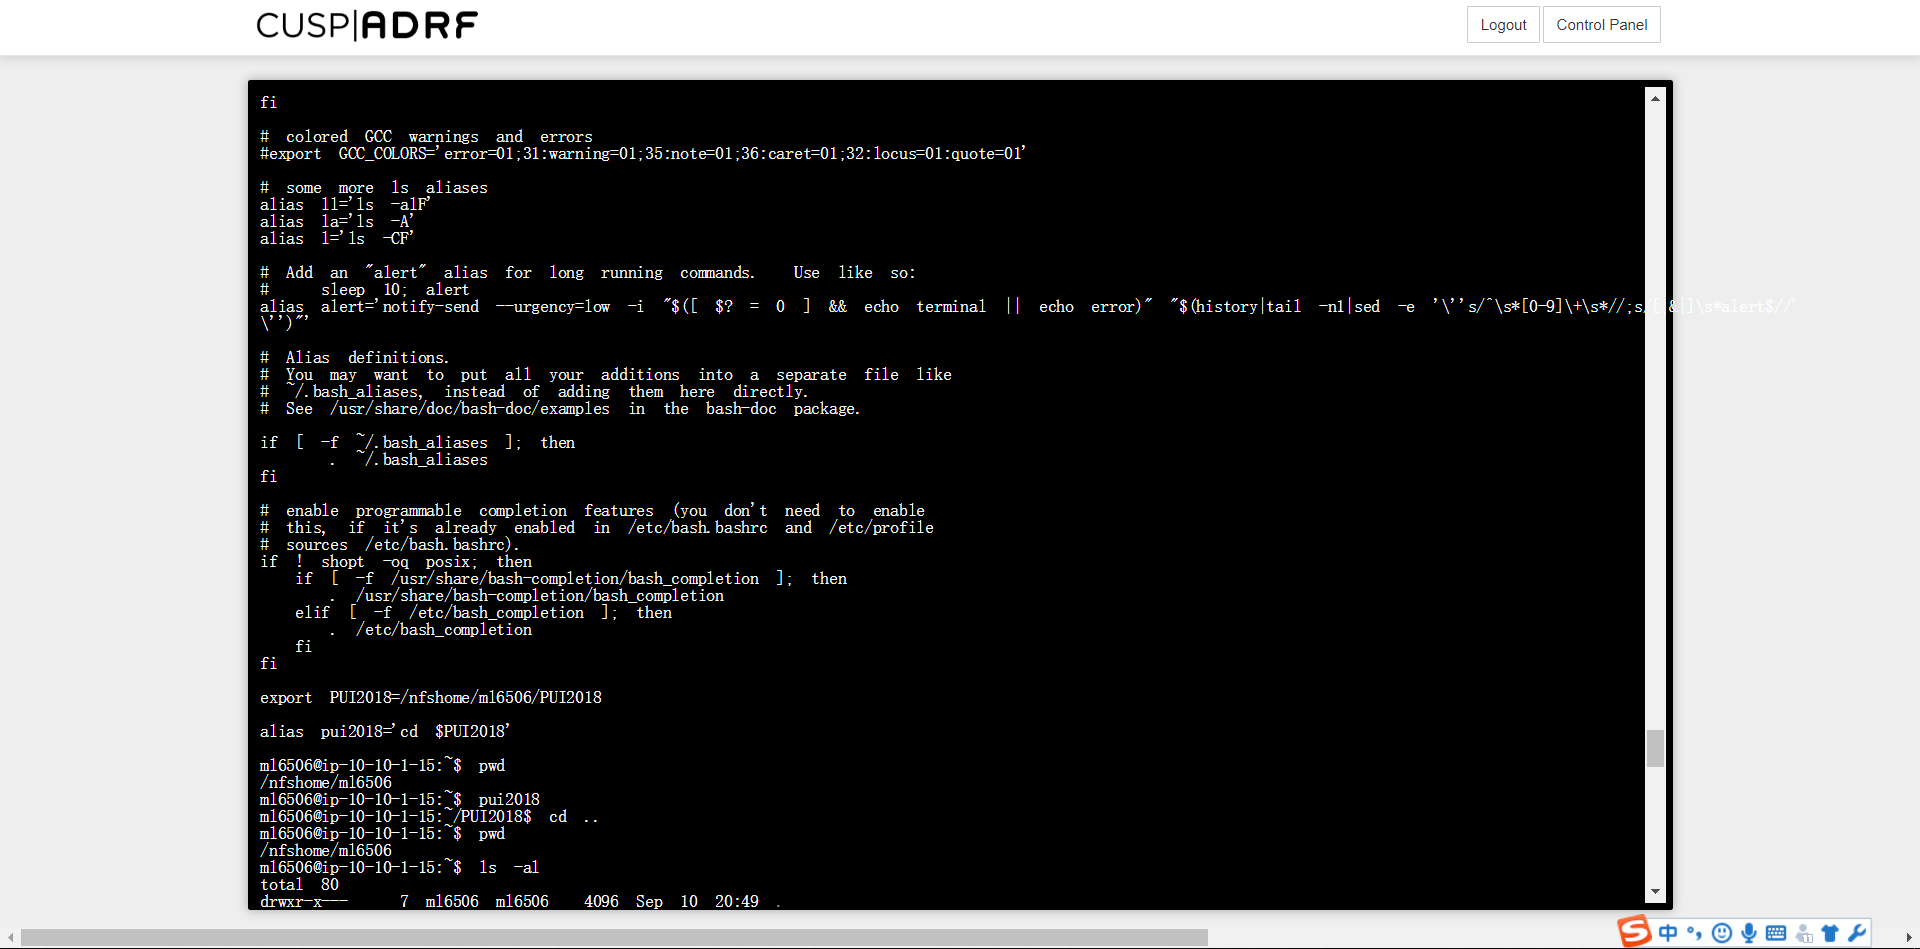 CUSP|ADRF
Logout
Control Panel
fi
# colored GCC warnings and errors
#export GCC_COLORS='error=01;31:warning=01;35:note=01;36:caret=01;32:locus=01:quote=01'
# some more ls aliases
alias ll='ls -alF'
alias la='ls -A'
alias l='ls -CF'
# Add an "alert" alias for long running commands.  Use like so:
#   sleep 10; alert
alias alert='notify-send --urgency=low -i "$([ $? = 0 ] && echo terminal || echo error)" "$(history|tail -n1|sed -e '\''s/^\s*[0-9]\+\s*//;s/[;&|]\s*alert$//'
\'')"'
# Alias definitions.
# You may want to put all your additions into a separate file like
# ~/.bash_aliases, instead of adding them here directly.
# See /usr/share/doc/bash-doc/examples in the bash-doc package.
if [ -f ~/.bash_aliases ]; then
    . ~/.bash_aliases
fi
# enable programmable completion features (you don't need to enable
# this, if it's already enabled in /etc/bash.bashrc and /etc/profile
# sources /etc/bash.bashrc).
if ! shopt -oq posix; then
  if [ -f /usr/share/bash-completion/bash_completion ]; then
    . /usr/share/bash-completion/bash_completion
  elif [ -f /etc/bash_completion ]; then
    . /etc/bash_completion
  fi
fi
export PUI2018=/nfshome/ml6506/PUI2018
alias pui2018='cd $PUI2018'
ml6506@ip-10-10-1-15:~$ pwd
/nfshome/ml6506
ml6506@ip-10-10-1-15:~$ pui2018
ml6506@ip-10-10-1-15:~/PUI2018$ cd ..
ml6506@ip-10-10-1-15:~$ pwd
/nfshome/ml6506
ml6506@ip-10-10-1-15:~$ ls -al
total 80
drwxr-x---  7 ml6506 ml6506  4096 Sep 10 20:49 .
S 中